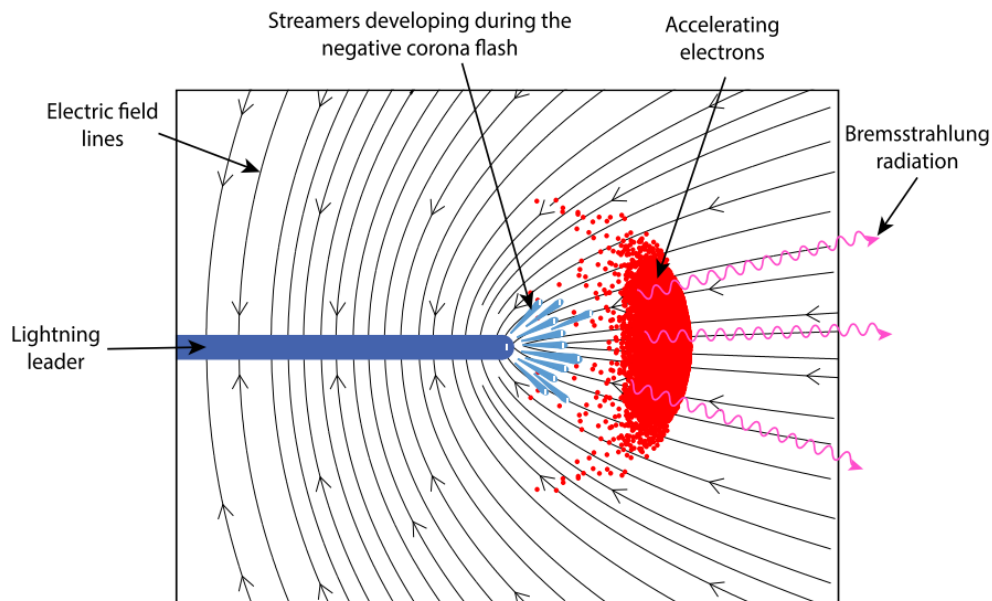 Streamers developing during the
negative corona flash
Accelerating
electrons
Electric field
lines
Bremsstrahlung
radiation
Lightning
leader